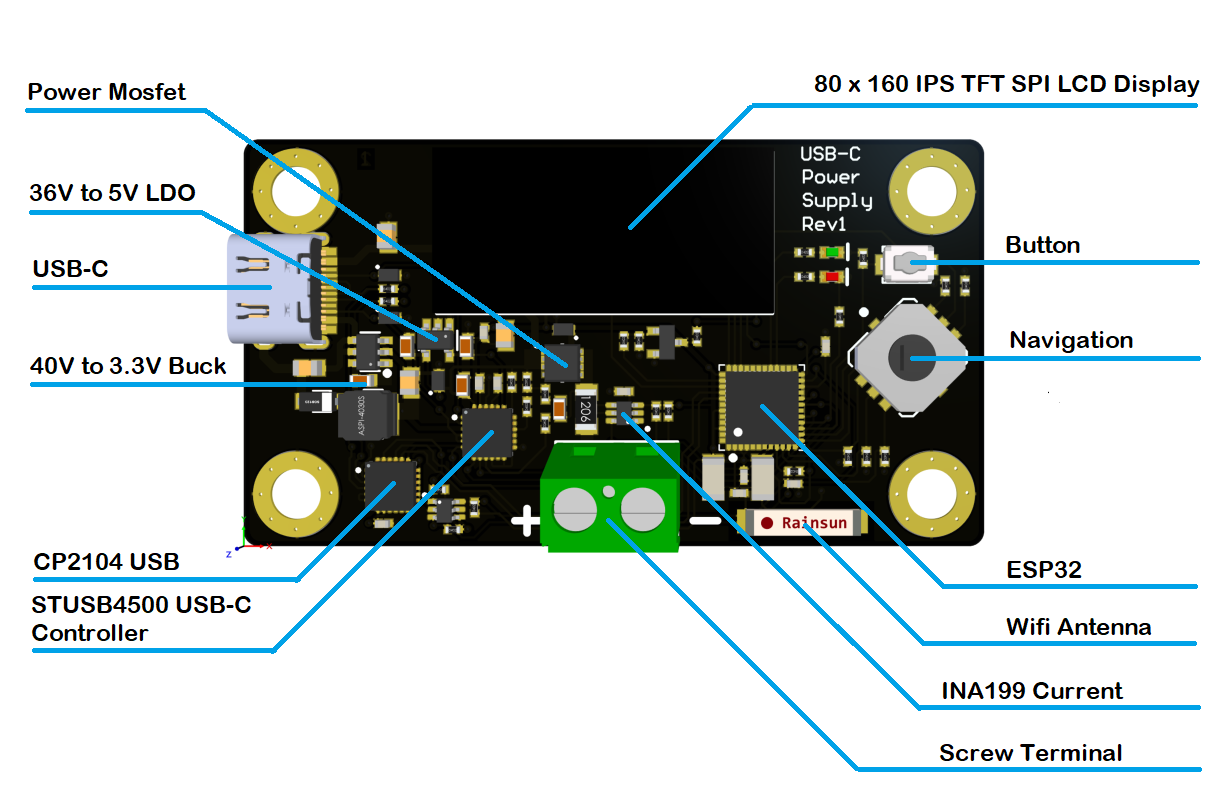 Power Mosfet
80 x 160 IPS TFT SPI LCD Display
36V to 5V LDO
USB-C
40V to 3.3V Buck
USB-C
Power
Supply
Rev1
Button
Navigation
ASPI-4030S
1206
+
−
Rainsun
Y
X
Z
CP2104 USB
STUSB4500 USB-C
Controller
ESP32
Wifi Antenna
INA199 Current
Screw Terminal